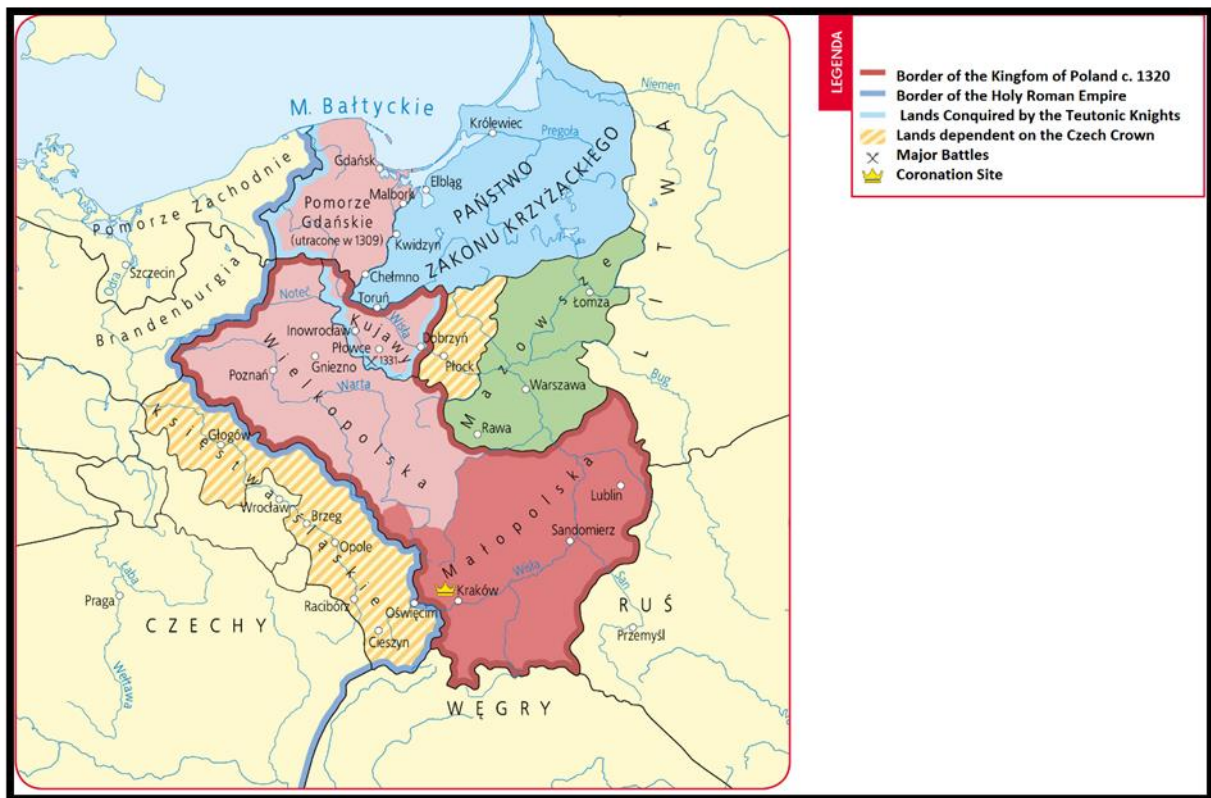 LEGENDA
Border of the Kingfom of Poland c. 1320
Border of the Holy Roman Empire
Lands Conquired by the Teutonic Knights
Lands dependent on the Czech Crown
Major Battles
Coronation Site
M. Bałtyckie
Niemen
Królewiec
Pregoła
Gdańsk
Elbląg
Malbork
PAŃSTWO
ZAKONU KRZYŻACKIEGO
Pomorze Zachodnie
Pomorze
Gdańskie
(utracone w 1309)
Kwidzyn
LITWA
Szczecin
Odra
Brandenburgia
Chełmno
Toruń
Noteć
Łomża
Mazowsze
Kujawy
Wisła
Inowrocław
Dobrzyń
Płowce
1331
Płock
Gniezno
Poznań
Wielkopolska
Warta
Warszawa
Bug
Rawa
Księstwa śląskie
Głogów
Lublin
Wrocław
Brzeg
Małopolska
Sandomierz
Opole
Wisła
San
Łaba
Praga
Kraków
Racibórz
Oświęcim
RUŚ
CZECHY
Cieszyn
Przemyśl
Wełtawa
WĘGRY